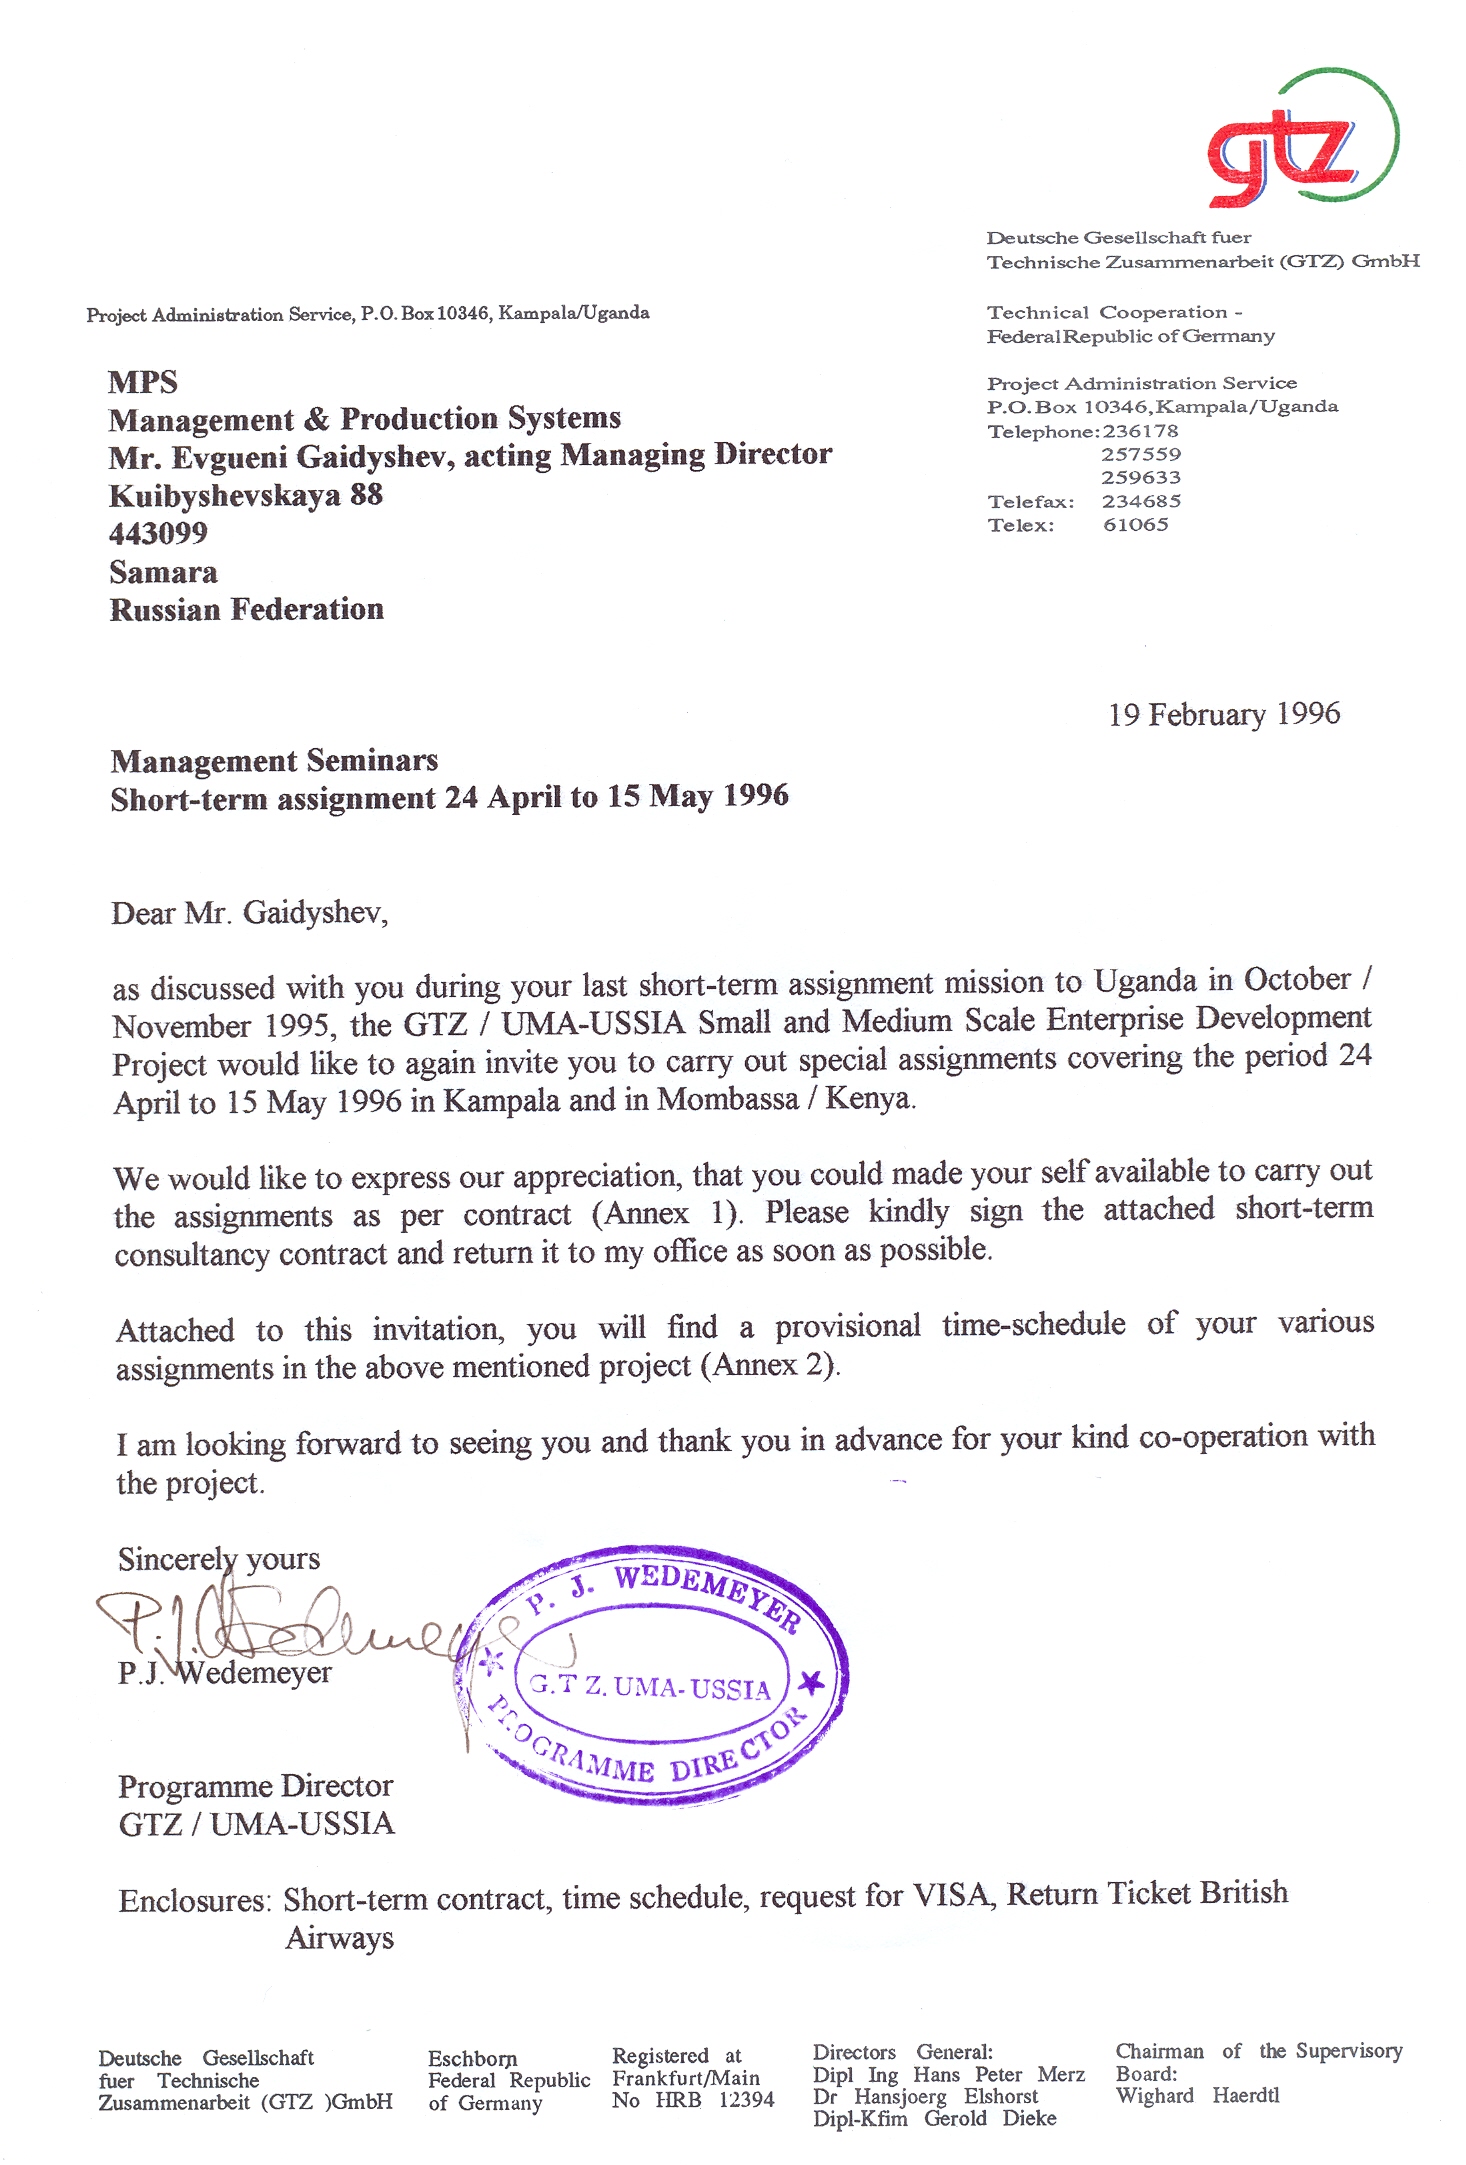 gtz
Deutsche Gesellschaft fuer
Technische Zusammenarbeit (GTZ) GmbH
Technical Cooperation -
Federal Republic of Germany
Project Administration Service
P.O. Box 10346, Kampala/Uganda
Telephone: 236178
257559
259633
Telefax: 234685
Telex: 61065
Project Administration Service, P.O. Box 10346, Kampala/Uganda
MPS
Management & Production Systems
Mr. Evgueni Gaidyshev, acting Managing Director
Kuibyshevskaya 88
443099
Samara
Russian Federation
19 February 1996
Management Seminars
Short-term assignment 24 April to 15 May 1996
Dear Mr. Gaidyshev,
as discussed with you during your last short-term assignment mission to Uganda in October /
November 1995, the GTZ / UMA-USSIA Small and Medium Scale Enterprise Development
Project would like to again invite you to carry out special assignments covering the period 24
April to 15 May 1996 in Kampala and in Mombassa / Kenya.
We would like to express our appreciation, that you could made your self available to carry out
the assignments as per contract (Annex 1). Please kindly sign the attached short-term
consultancy contract and return it to my office as soon as possible.
Attached to this invitation, you will find a provisional time-schedule of your various
assignments in the above mentioned project (Annex 2).
I am looking forward to seeing you and thank you in advance for your kind co-operation with
the project.
Sincerely yours
P.J. Wedemeyer
P.J. Wedemeyer
P. J. WEDEMEYER
G.T Z. UMA-USSIA
PROGRAMME DIRECTOR
Programme Director
GTZ / UMA-USSIA
Enclosures: Short-term contract, time schedule, request for VISA, Return Ticket British
Airways
Deutsche Gesellschaft
fuer Technische
Zusammenarbeit (GTZ )GmbH
Eschborn
Federal Republic
of Germany
Registered at
Frankfurt/Main
No HRB 12394
Directors General:
Dipl Ing Hans Peter Merz
Dr Hansjoerg Elshorst
Dipl-Kfim Gerold Dieke
Chairman of the Supervisory
Board:
Wighard Haerdtl